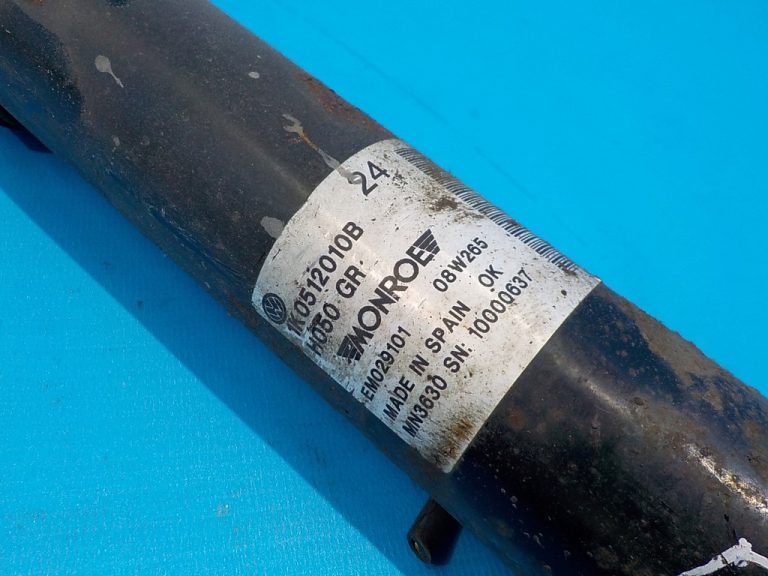 24
1K0512010B
H050 GR
MONROE
EM029101 08W265
MADE IN SPAIN OK
MN3630 SN: 10000637